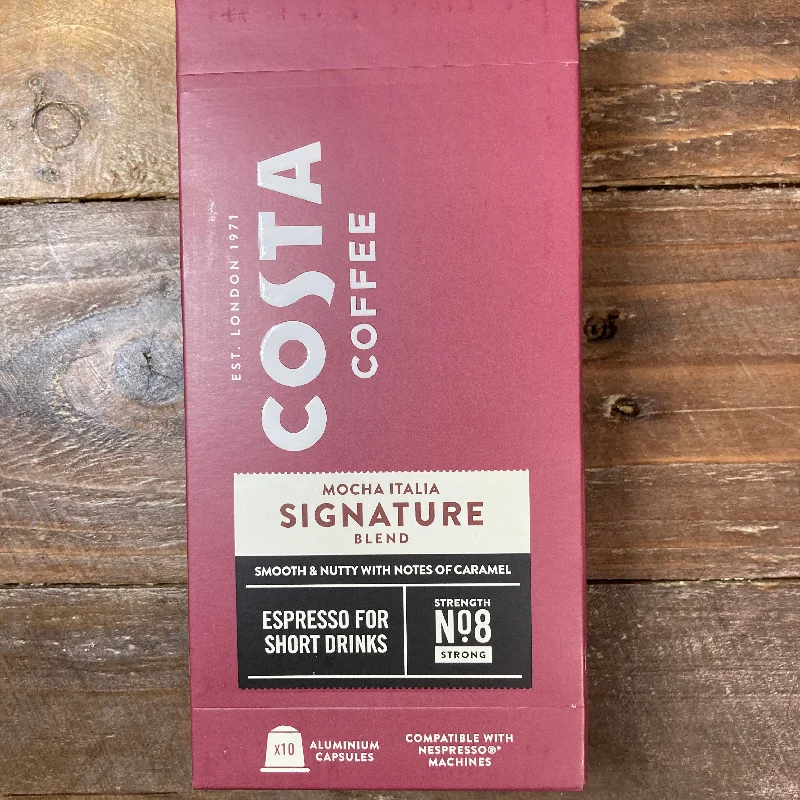 EST. LONDON 1971
COSTA
COFFEE
MOCHA ITALIA
SIGNATURE
BLEND
SMOOTH & NUTTY WITH NOTES OF CARAMEL
ESPRESSO FOR
SHORT DRINKS
STRENGTH
Nº8
STRONG
X10
ALUMINIUM
CAPSULES
COMPATIBLE WITH
NESPRESSO®*
MACHINES